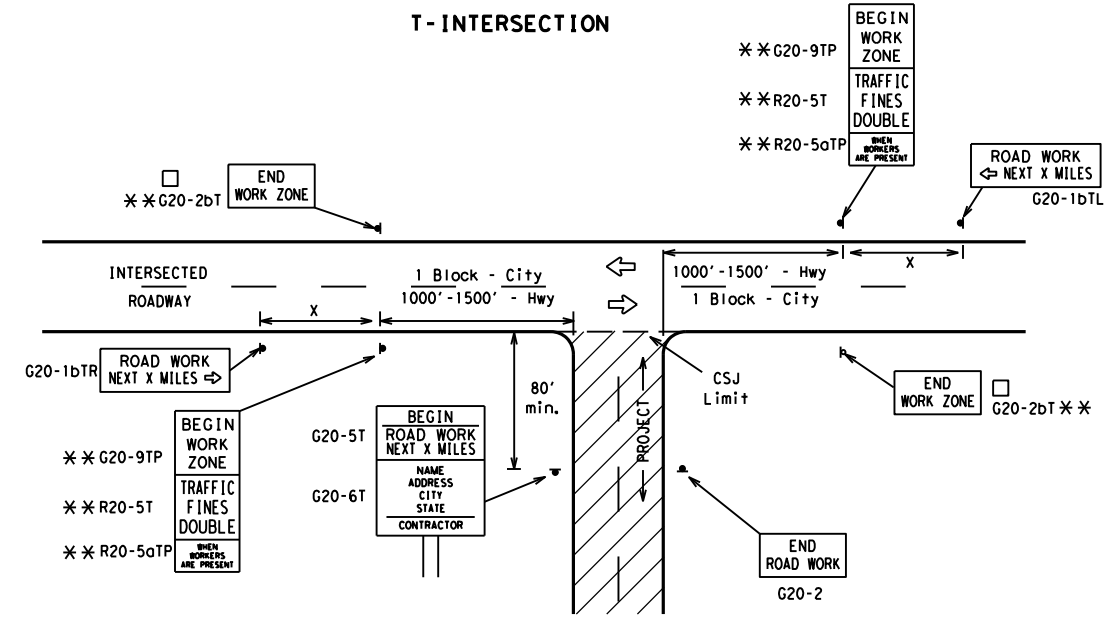 T-INTERSECTION
BEGIN
WORK
ZONE
TRAFFIC
FINES
DOUBLE
WHEN
WORKERS
ARE PRESENT
**G20-9TP
**R20-5T
**R20-5aTP
ROAD WORK
⇦ NEXT X MILES
G20-1bTL
□
**G20-2bT
END
WORK ZONE
INTERSECTED
ROADWAY
1 Block - City
1000'-1500' - Hwy
1000'-1500' - Hwy
1 Block - City
X
X
ROAD WORK
NEXT X MILES ⇨
G20-1bTR
BEGIN
WORK
ZONE
TRAFFIC
FINES
DOUBLE
WHEN
WORKERS
ARE PRESENT
**G20-9TP
**R20-5T
**R20-5aTP
G20-5T
G20-6T
BEGIN
ROAD WORK
NEXT X MILES
NAME
ADDRESS
CITY
STATE
CONTRACTOR
80'
min.
PROJECT
CSJ
Limit
END
WORK ZONE
□
G20-2bT**
END
ROAD WORK
G20-2